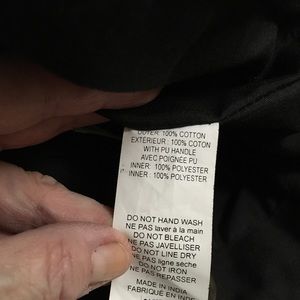 OUTER: 100% COTTON
EXTERIEUR: 100% COTON
WITH PU HANDLE
AVEC POIGNÉE PU
INNER: 100% POLYESTER
INNER: 100% POLYESTER
DO NOT HAND WASH
NE PAS laver à la main
DO NOT BLEACH
NE PAS JAVELLISER
DO NOT LINE DRY
NE PAS ligne sèche
DO NOT IRON
NE PAS REPASSER
MADE IN INDIA
FABRIQUE EN INDE